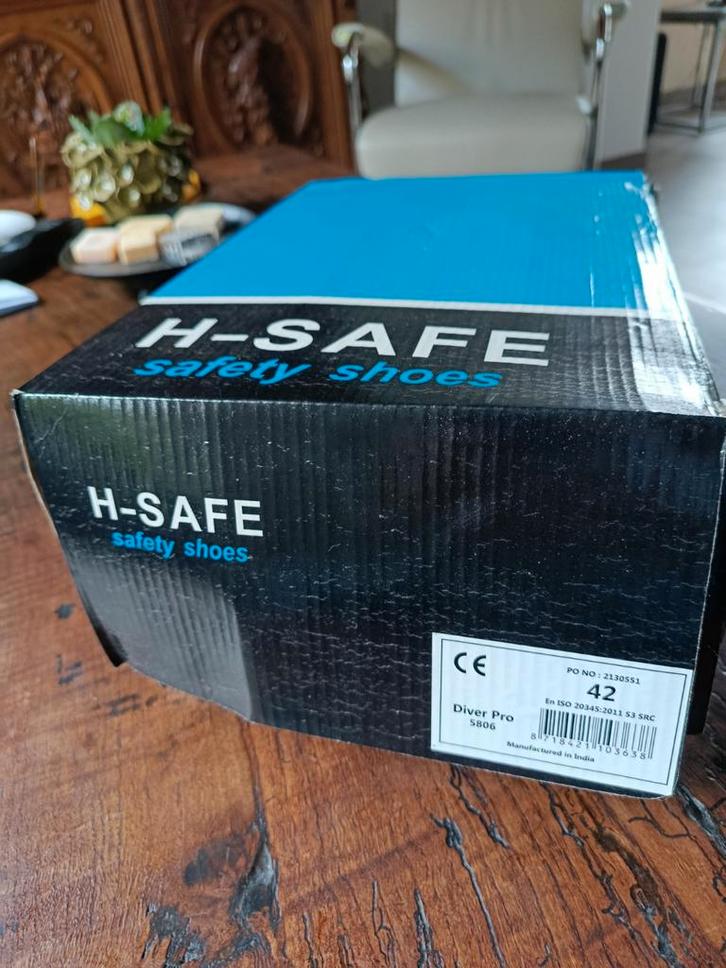 H-SAFE
safety shoes
H-SAFE
safety shoes
CE
PO NO : 2130551
42
En ISO 20345:2011 S3 SRC
Diver Pro
5806
8 718421 103638
Manufactured in India